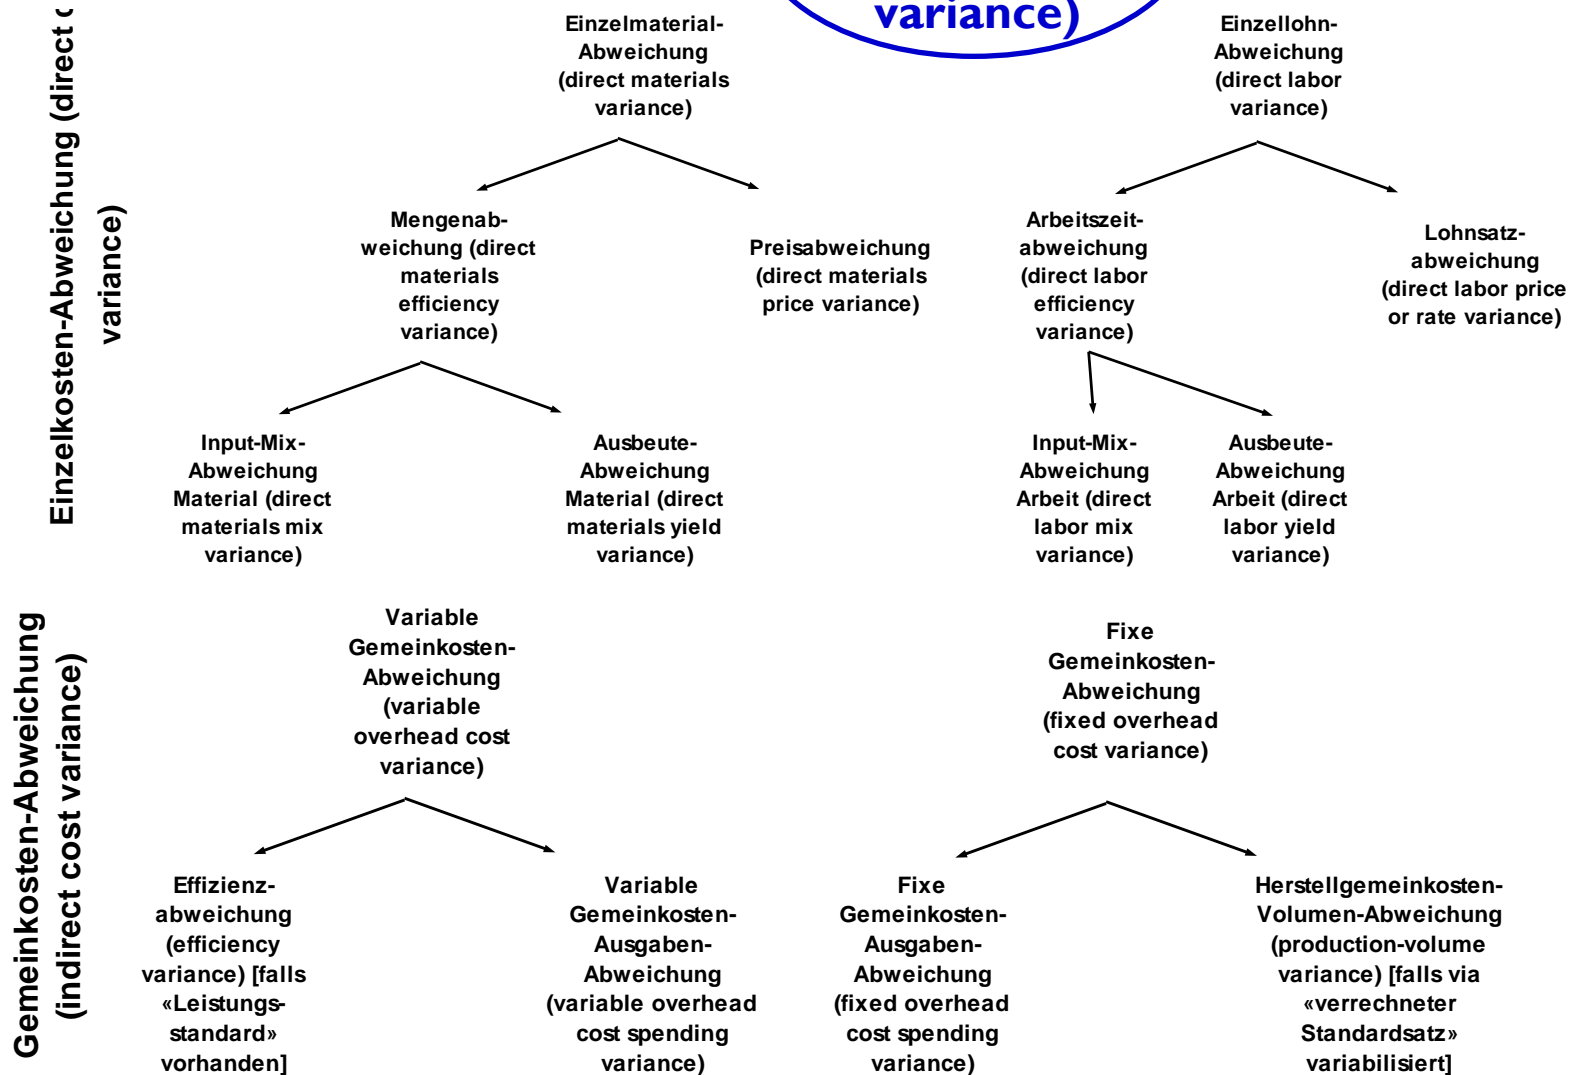 variance)
Einzelkosten-Abweichung (direct
variance)
Einzelmaterial-
Abweichung
(direct materials
variance)
Einzellohn-
Abweichung
(direct labor
variance)
Mengenab-
weichung (direct
materials
efficiency
variance)
Preisabweichung
(direct materials
price variance)
Arbeitszeit-
abweichung
(direct labor
efficiency
variance)
Lohnsatz-
abweichung
(direct labor price
or rate variance)
Input-Mix-
Abweichung
Material (direct
materials mix
variance)
Ausbeute-
Abweichung
Material (direct
materials yield
variance)
Input-Mix-
Abweichung
Arbeit (direct
labor mix
variance)
Ausbeute-
Abweichung
Arbeit (direct
labor yield
variance)
Gemeinkosten-Abweichung
(indirect cost variance)
Variable
Gemeinkosten-
Abweichung
(variable
overhead cost
variance)
Fixe
Gemeinkosten-
Abweichung
(fixed overhead
cost variance)
Effizienz-
abweichung
(efficiency
variance) [falls
«Leistungs-
standard»
vorhanden]
Variable
Gemeinkosten-
Ausgaben-
Abweichung
(variable overhead
cost spending
variance)
Fixe
Gemeinkosten-
Ausgaben-
Abweichung
(fixed overhead
cost spending
variance)
Herstellgemeinkosten-
Volumen-Abweichung
(production-volume
variance) [falls via
«verrechneter
Standardsatz»
variabilisiert]